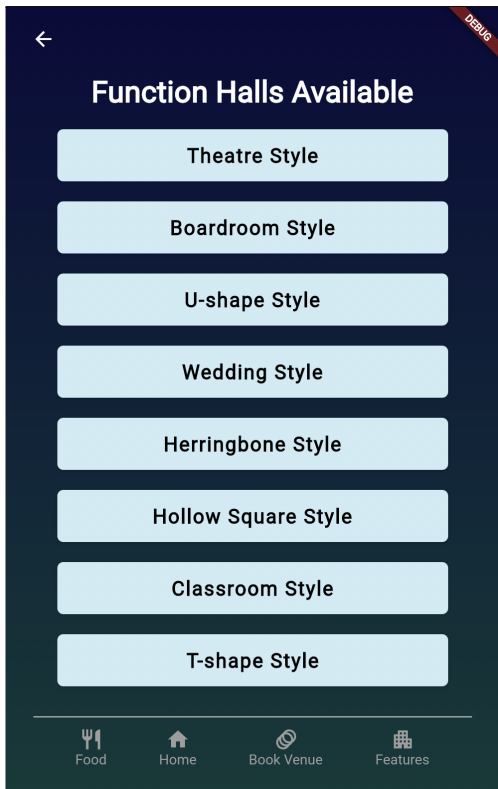 DEBUG
Function Halls Available
Theatre Style
Boardroom Style
U-shape Style
Wedding Style
Herringbone Style
Hollow Square Style
Classroom Style
T-shape Style
Food
Home
Book Venue
Features